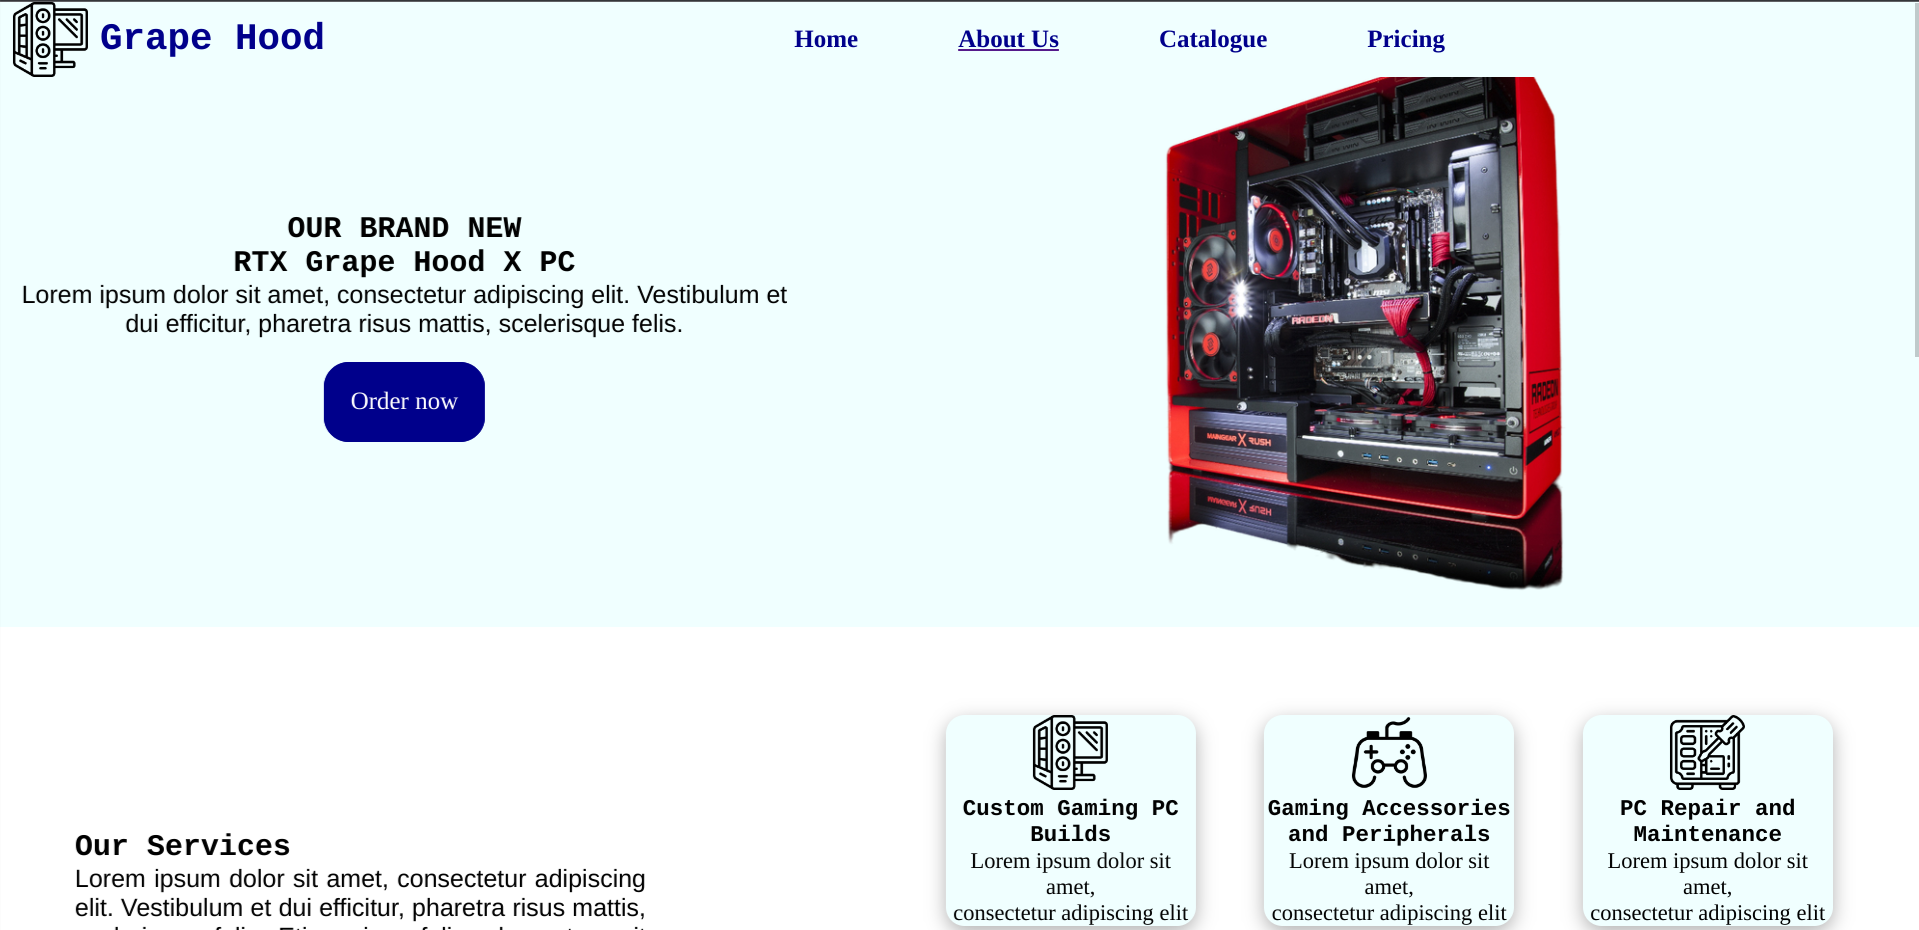 Grape Hood
Home
About Us
Catalogue
Pricing
OUR BRAND NEW
RTX Grape Hood X PC
Lorem ipsum dolor sit amet, consectetur adipiscing elit. Vestibulum et
dui efficitur, pharetra risus mattis, scelerisque felis.
Order now
RADEON
RADEON
MAINGEAR X RUSH
Our Services
Lorem ipsum dolor sit amet, consectetur adipiscing
elit. Vestibulum et dui efficitur, pharetra risus mattis,
Custom Gaming PC
Builds
Lorem ipsum dolor sit
amet,
consectetur adipiscing elit
Gaming Accessories
and Peripherals
Lorem ipsum dolor sit
amet,
consectetur adipiscing elit
PC Repair and
Maintenance
Lorem ipsum dolor sit
amet,
consectetur adipiscing elit